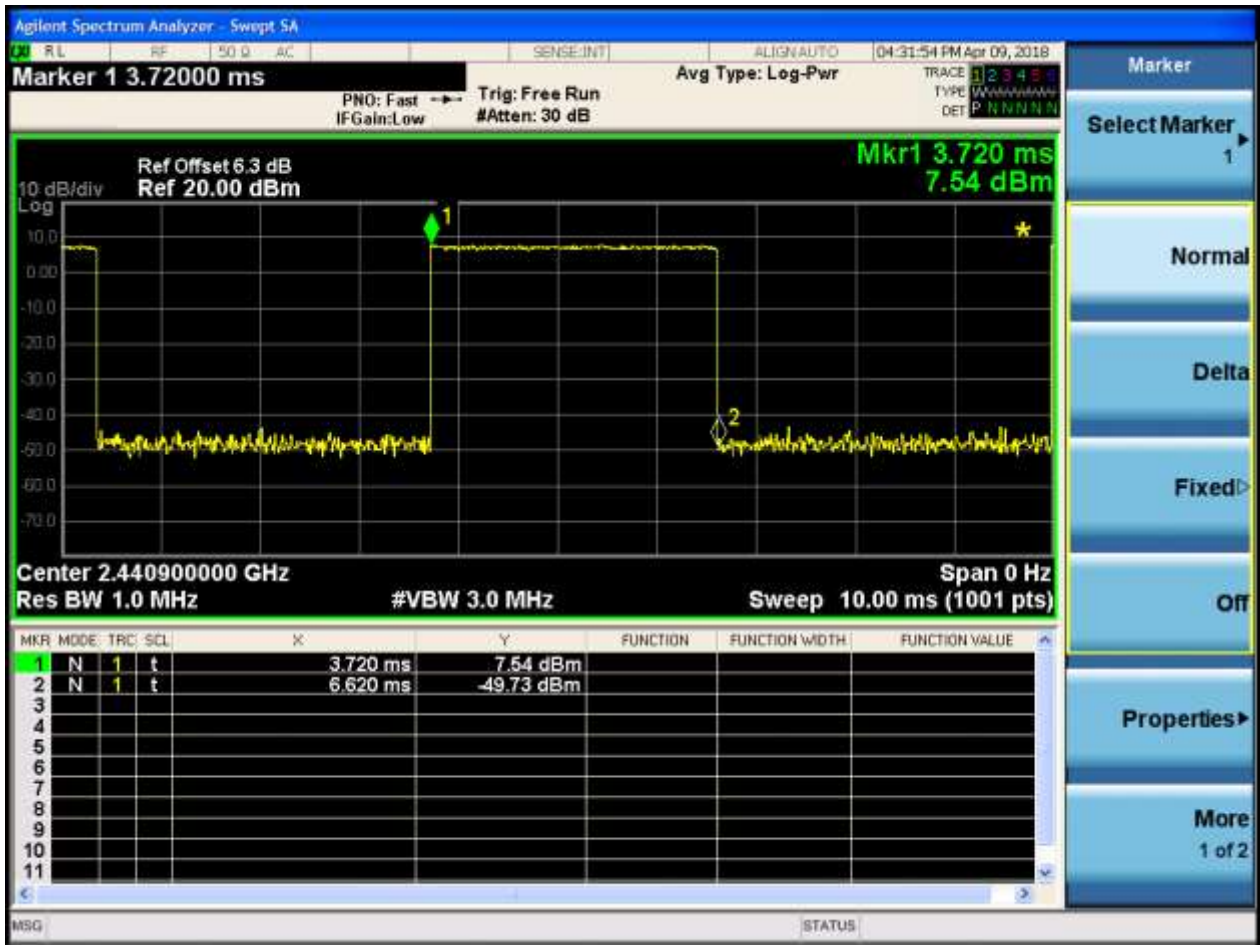 Agilent Spectrum Analyzer - Swept SA
RL RF 50 Ω AC SENSE:INT ALIGN AUTO 04:31:54 PM Apr 09, 2018
Marker 1 3.72000 ms
PNO: Fast
IFGain:Low
Trig: Free Run
#Atten: 30 dB
Avg Type: Log-Pwr
TRACE 1 2 3 4 5 6
TYPE
DET P N N N N N
Ref Offset 6.3 dB
Ref 20.00 dBm
10 dB/div
Log
Mkr1 3.720 ms
7.54 dBm
1
2
*
10.0
0.00
-10.0
-20.0
-30.0
-40.0
-50.0
-60.0
-70.0
Center 2.440900000 GHz
Span 0 Hz
Res BW 1.0 MHz
#VBW 3.0 MHz
Sweep 10.00 ms (1001 pts)
MKR MODE TRC SCL X Y FUNCTION FUNCTION WIDTH FUNCTION VALUE
1 N 1 t 3.720 ms 7.54 dBm
2 N 1 t 6.620 ms -49.73 dBm
3
4
5
6
7
8
9
10
11
MSG
STATUS
Marker
Select Marker
1
Normal
Delta
Fixed
Off
Properties
More
1 of 2